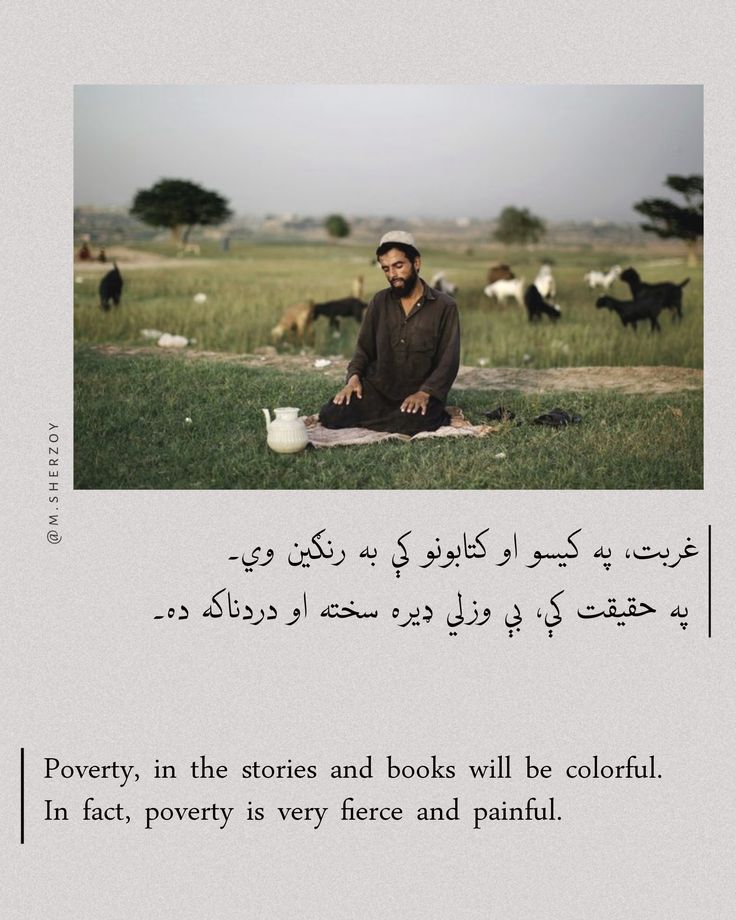 @M.SHERZOY
غربت، په کیسو او کتابونو کې به رنګین وي۔
په حقیقت کې، بې وزلي ډیره سخته او دردناکه ده۔
Poverty, in the stories and books will be colorful.
In fact, poverty is very fierce and painful.